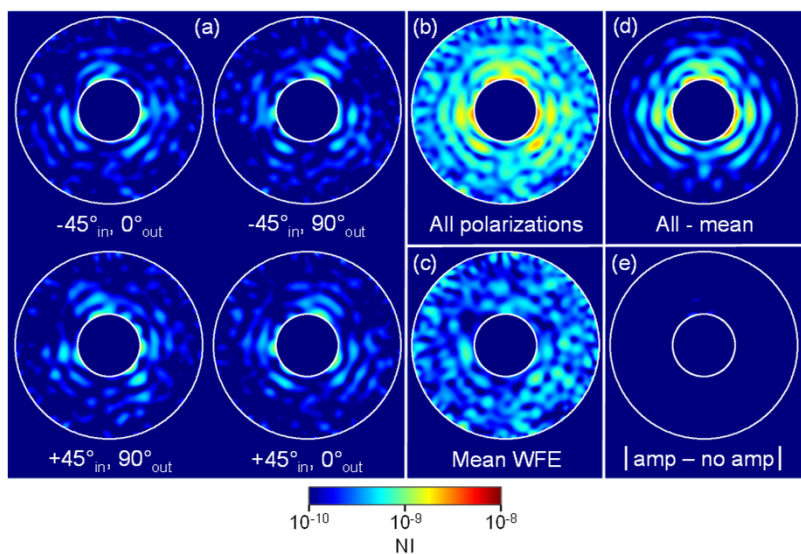 (a)
(b)
(d)
-45°in, 0°out
-45°in, 90°out
All polarizations
All - mean
(c)
(e)
+45°in, 90°out
+45°in, 0°out
Mean WFE
|amp – no amp|
10-10
10-9
10-8
NI